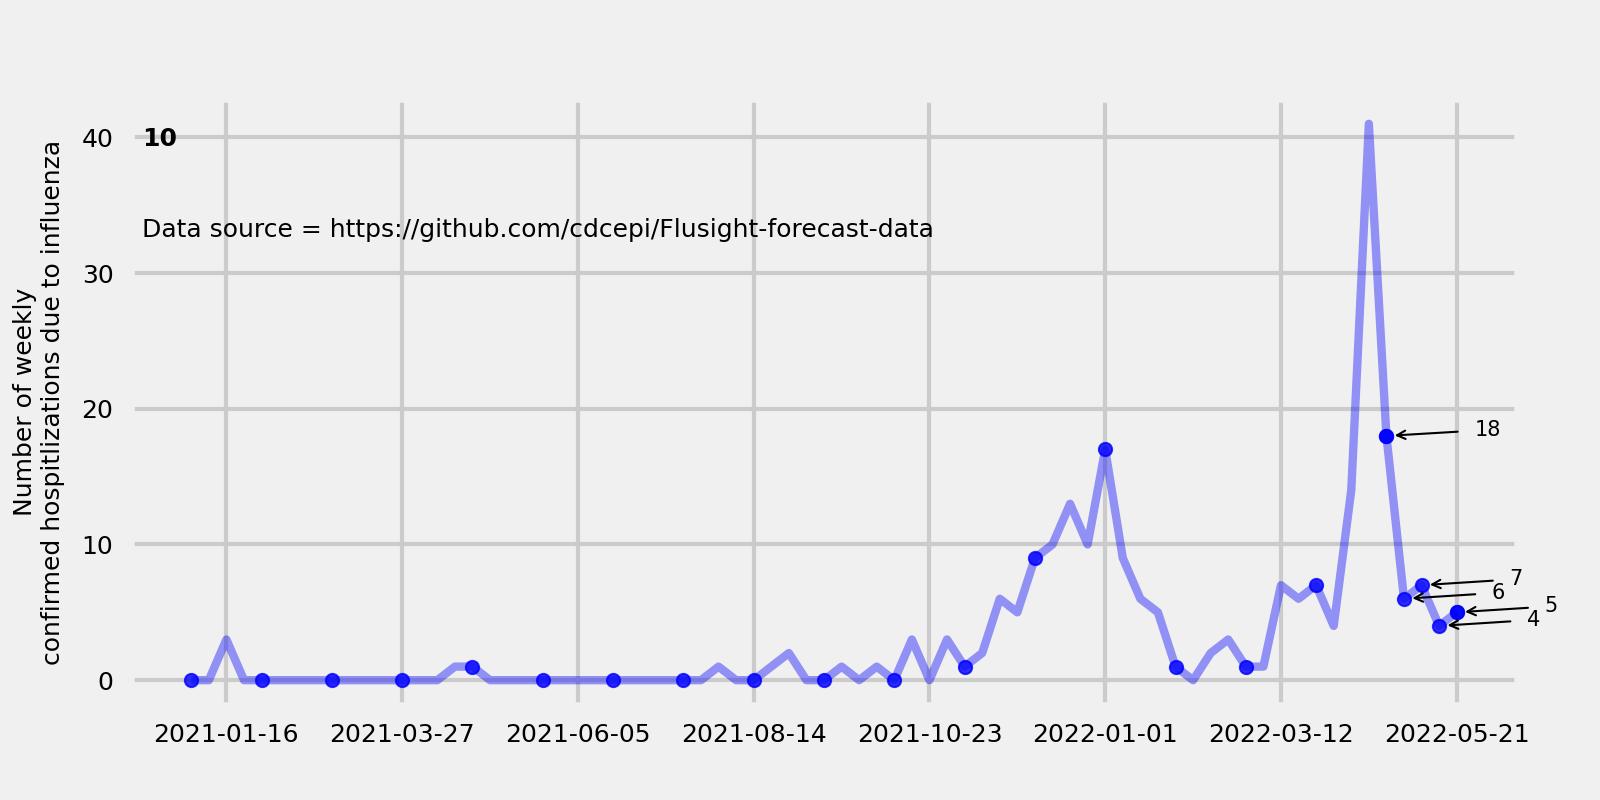 10
Data source = https://github.com/cdcepi/Flusight-forecast-data
Number of weekly
confirmed hospitlizations due to influenza
40
30
20
10
0
18
7
6
5
4
2021-01-16 2021-03-27 2021-06-05 2021-08-14 2021-10-23 2022-01-01 2022-03-12 2022-05-21